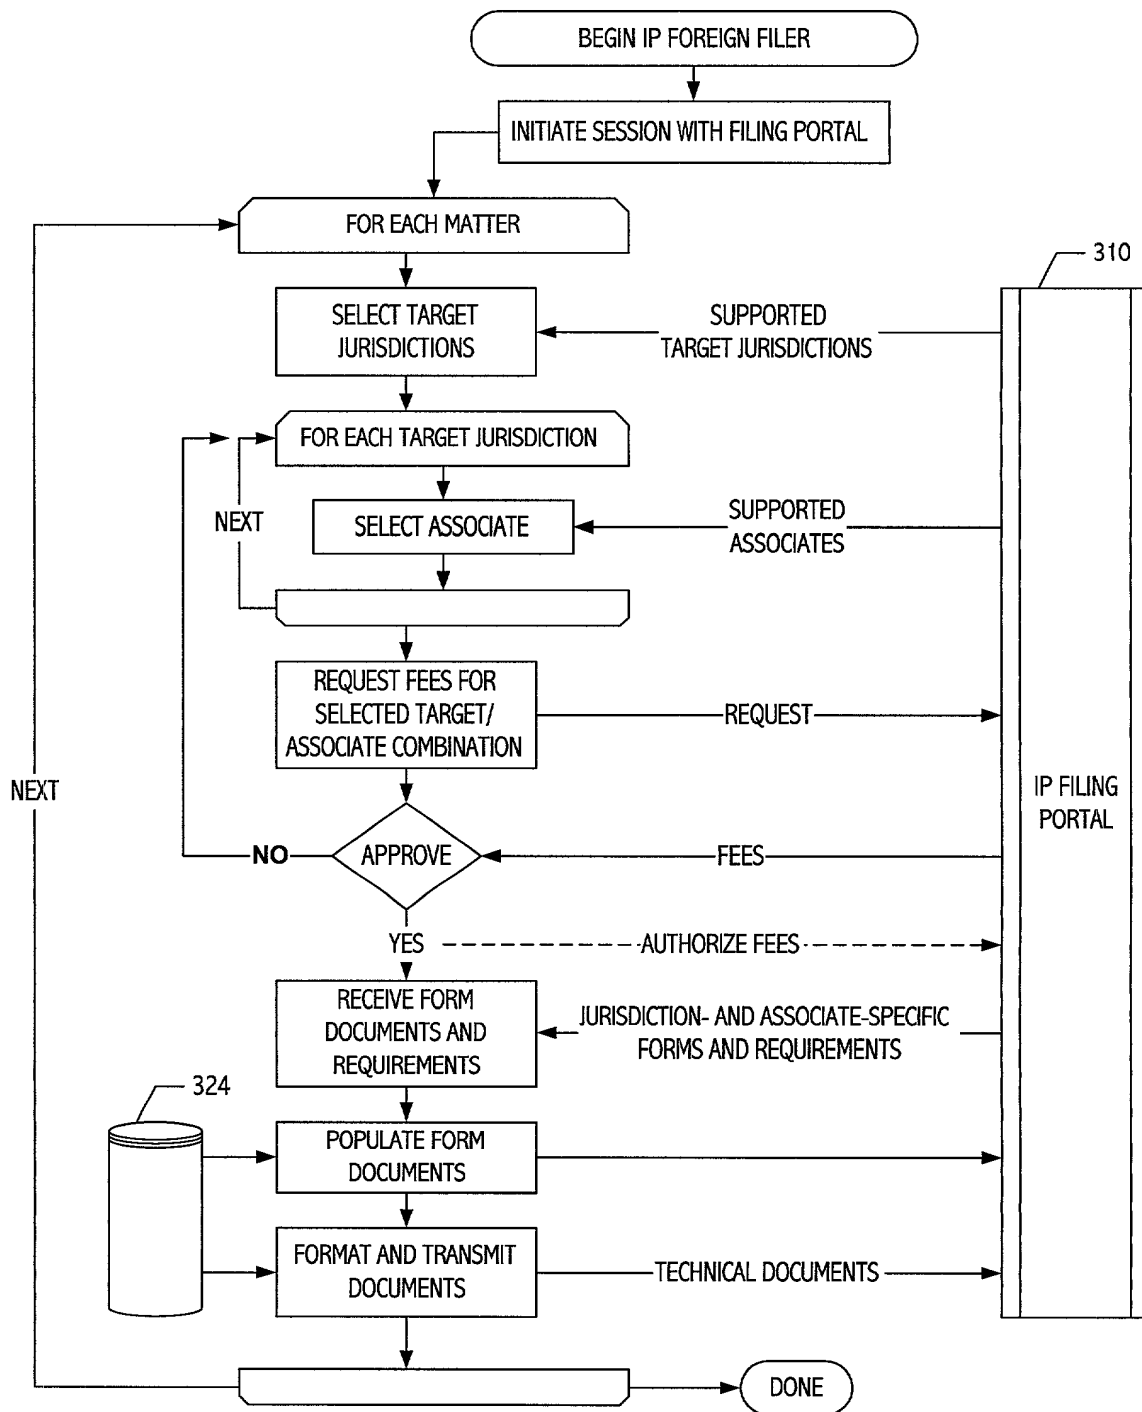 BEGIN IP FOREIGN FILER
INITIATE SESSION WITH FILING PORTAL
FOR EACH MATTER
310
SELECT TARGET
JURISDICTIONS
SUPPORTED
TARGET JURISDICTIONS
FOR EACH TARGET JURISDICTION
NEXT
SELECT ASSOCIATE
SUPPORTED
ASSOCIATES
REQUEST FEES FOR
SELECTED TARGET/
ASSOCIATE COMBINATION
REQUEST
NEXT
IP FILING
PORTAL
NO
APPROVE
FEES
YES
AUTHORIZE FEES
RECEIVE FORM
DOCUMENTS AND
REQUIREMENTS
JURISDICTION- AND ASSOCIATE-SPECIFIC
FORMS AND REQUIREMENTS
324
POPULATE FORM
DOCUMENTS
FORMAT AND TRANSMIT
DOCUMENTS
TECHNICAL DOCUMENTS
DONE